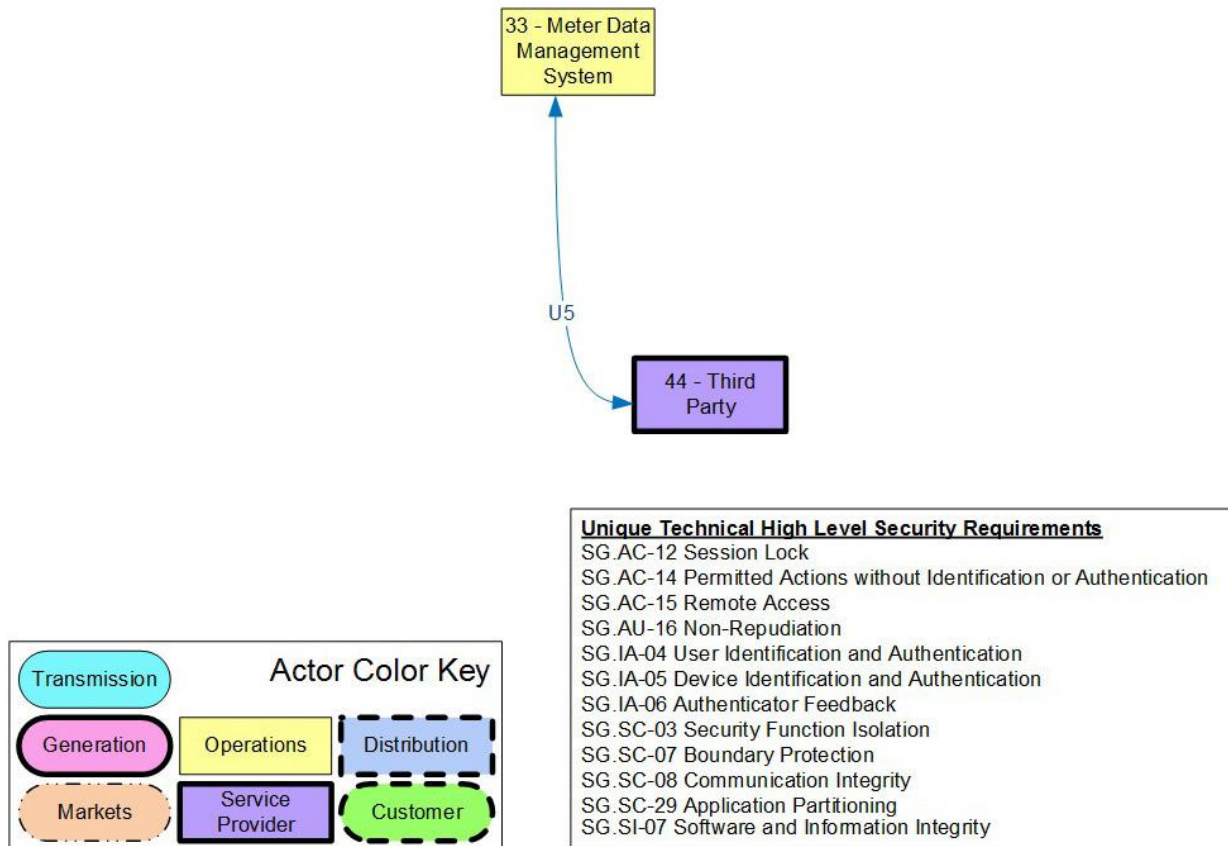 33 - Meter Data
Management
System
U5
44 - Third
Party
Unique Technical High Level Security Requirements
SG.AC-12 Session Lock
SG.AC-14 Permitted Actions without Identification or Authentication
SG.AC-15 Remote Access
SG.AU-16 Non-Repudiation
SG.IA-04 User Identification and Authentication
SG.IA-05 Device Identification and Authentication
SG.IA-06 Authenticator Feedback
SG.SC-03 Security Function Isolation
SG.SC-07 Boundary Protection
SG.SC-08 Communication Integrity
SG.SC-29 Application Partitioning
SG.SI-07 Software and Information Integrity
Actor Color Key
Transmission
Generation
Operations
Distribution
Markets
Service
Provider
Customer